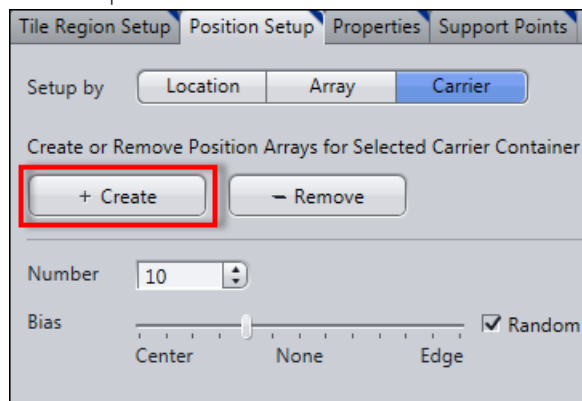 Tile Region Setup Position Setup Properties Support Points
Setup by Location Array Carrier
Create or Remove Position Arrays for Selected Carrier Container
+ Create − Remove
Number 10
Bias Random
Center None Edge